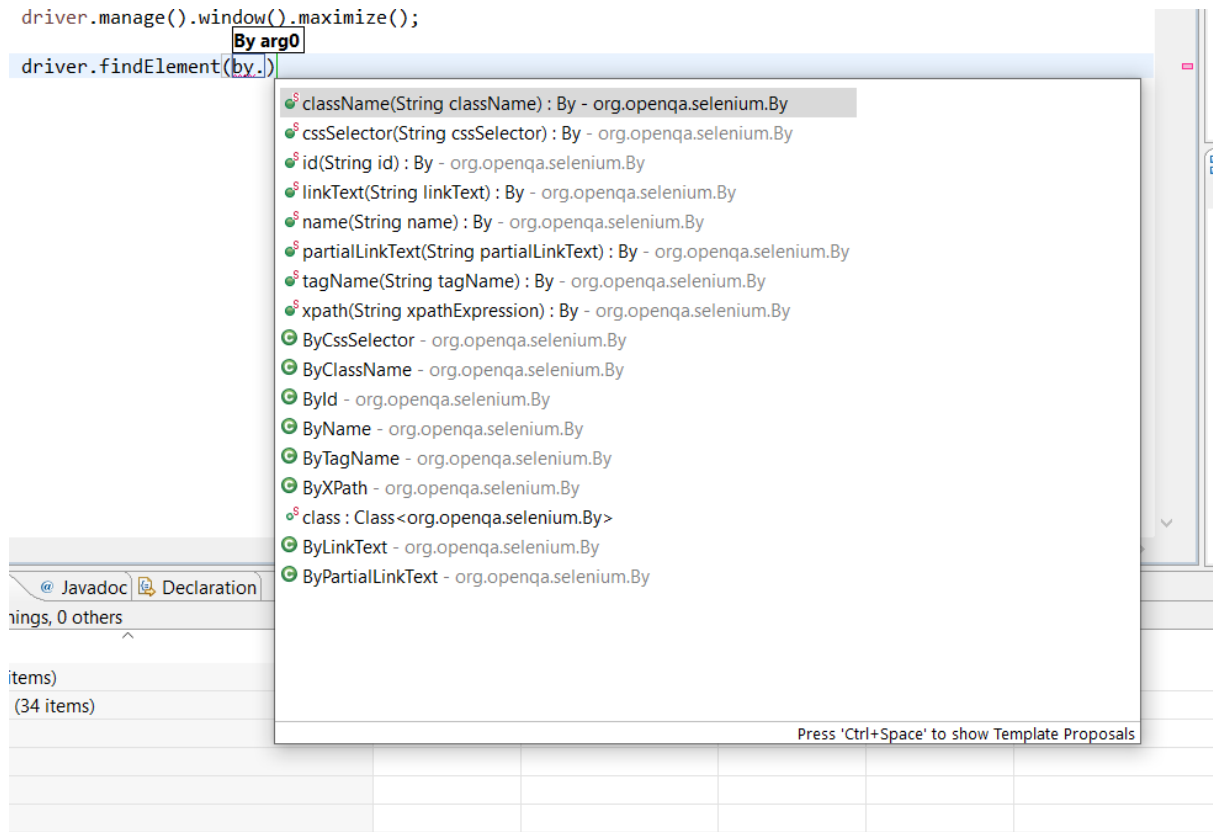 driver.manage().window().maximize();
By arg0
driver.findElement(by.)
className(String className) : By - org.openqa.selenium.By
cssSelector(String cssSelector) : By - org.openqa.selenium.By
id(String id) : By - org.openqa.selenium.By
linkText(String linkText) : By - org.openqa.selenium.By
name(String name) : By - org.openqa.selenium.By
partialLinkText(String partialLinkText) : By - org.openqa.selenium.By
tagName(String tagName) : By - org.openqa.selenium.By
xpath(String xpathExpression) : By - org.openqa.selenium.By
ByCssSelector - org.openqa.selenium.By
ByClassName - org.openqa.selenium.By
ById - org.openqa.selenium.By
ByName - org.openqa.selenium.By
ByTagName - org.openqa.selenium.By
ByXPath - org.openqa.selenium.By
class : Class<org.openqa.selenium.By>
ByLinkText - org.openqa.selenium.By
ByPartialLinkText - org.openqa.selenium.By
Press 'Ctrl+Space' to show Template Proposals
@ Javadoc Declaration
nings, 0 others
items)
(34 items)